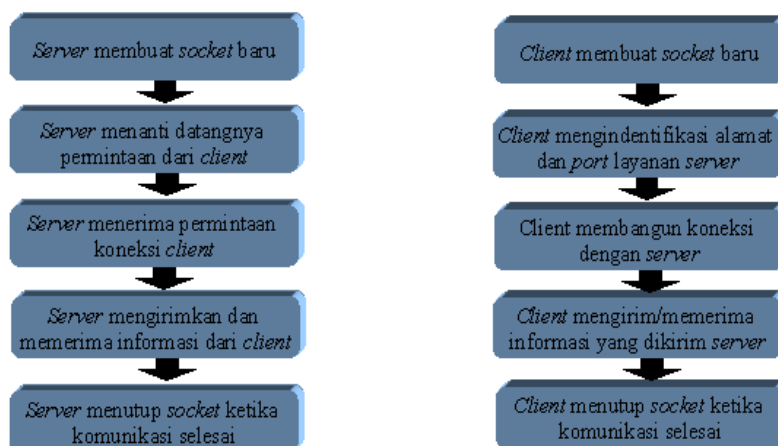 Server membuat socket baru
Server menanti datangnya
permintaan dari client
Server menerima permintaan
koneksi client
Server mengirimkan dan
memerima informasi dari client
Server menutup socket ketika
komunikasi selesai
Client membuat socket baru
Client mengindentifikasi alamat
dan port layanan server
Client membangun koneksi
dengan server
Client mengirim/memerima
informasi yang dikirim server
Client menutup socket ketika
komunikasi selesai